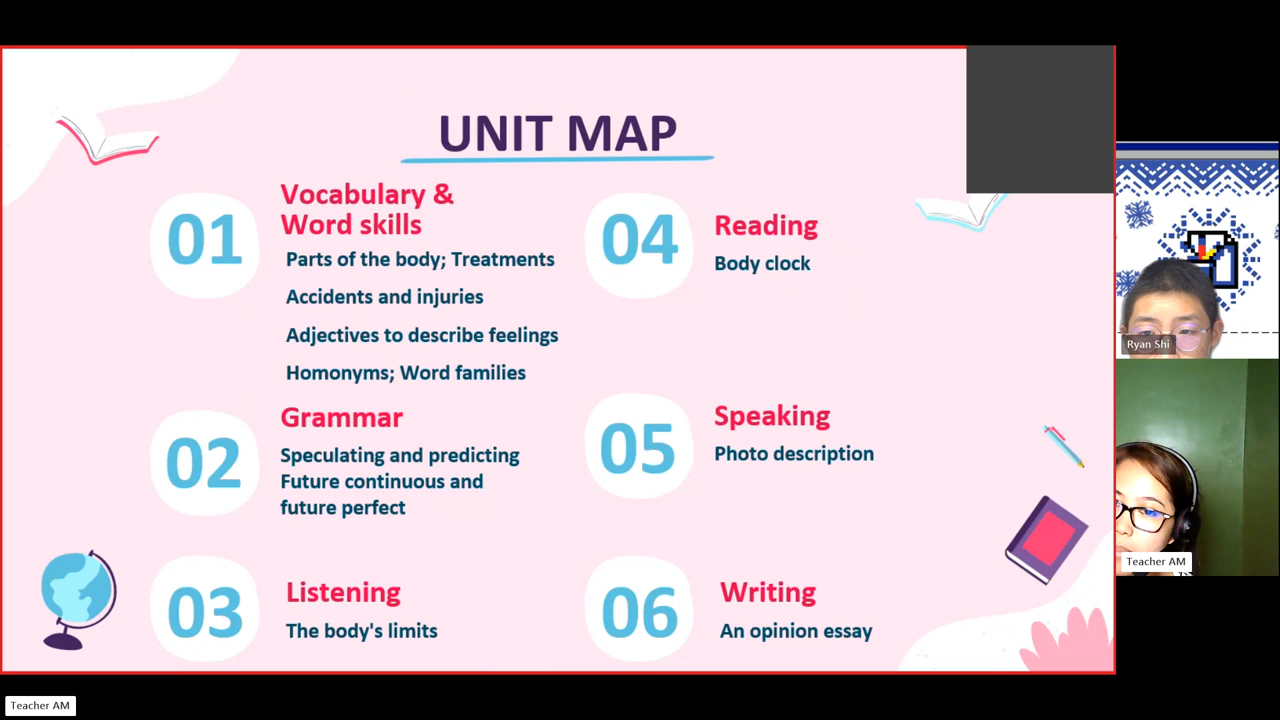 UNIT MAP
01
Vocabulary &
Word skills
Parts of the body; Treatments
Accidents and injuries
Adjectives to describe feelings
Homonyms; Word families
02
Grammar
Speculating and predicting
Future continuous and
future perfect
03
Listening
The body's limits
04
Reading
Body clock
05
Speaking
Photo description
06
Writing
An opinion essay
Ryan Shi
Teacher AM
Teacher AM